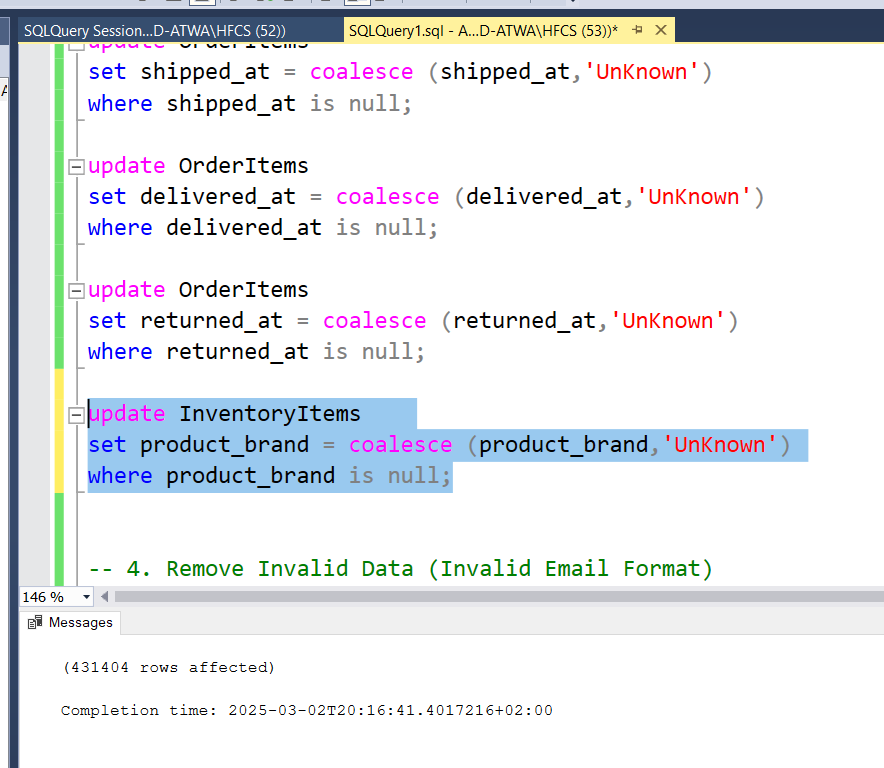 SQLQuery Session...D-ATWA\HFCS (52))
SQLQuery1.sql - A...D-ATWA\HFCS (53))*
update OrderItems
set shipped_at = coalesce (shipped_at,'UnKnown')
where shipped_at is null;
update OrderItems
set delivered_at = coalesce (delivered_at,'UnKnown')
where delivered_at is null;
update OrderItems
set returned_at = coalesce (returned_at,'UnKnown')
where returned_at is null;
update InventoryItems
set product_brand = coalesce (product_brand,'UnKnown')
where product_brand is null;
-- 4. Remove Invalid Data (Invalid Email Format)
146 %
Messages
(431404 rows affected)
Completion time: 2025-03-02T20:16:41.4017216+02:00